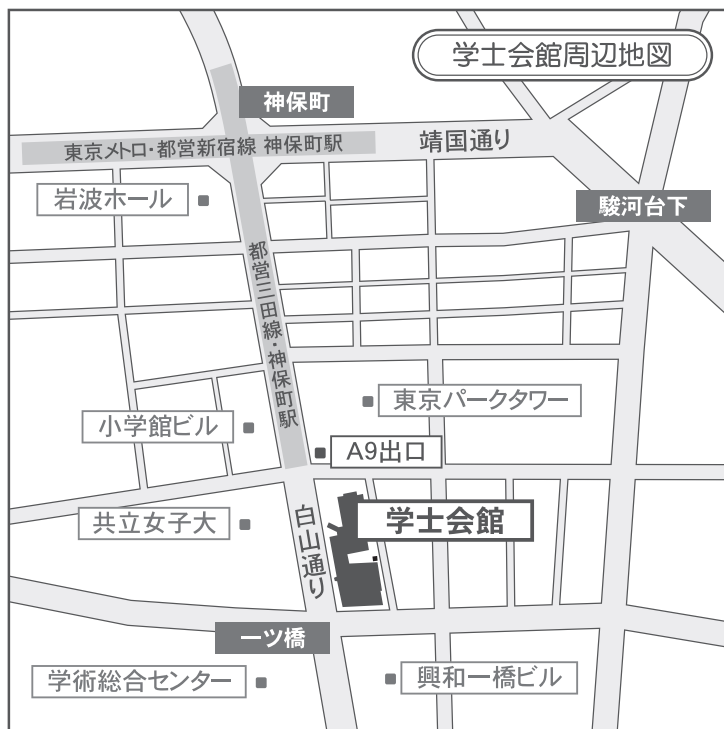 学士会館周辺地図
神保町
東京メトロ・都営新宿線 神保町駅
靖国通り
岩波ホール
駿河台下
都営三田線・神保町駅
東京パークタワー
小学館ビル
A9出口
共立女子大
白山通り
学士会館
一ツ橋
学術総合センター
興和一橋ビル